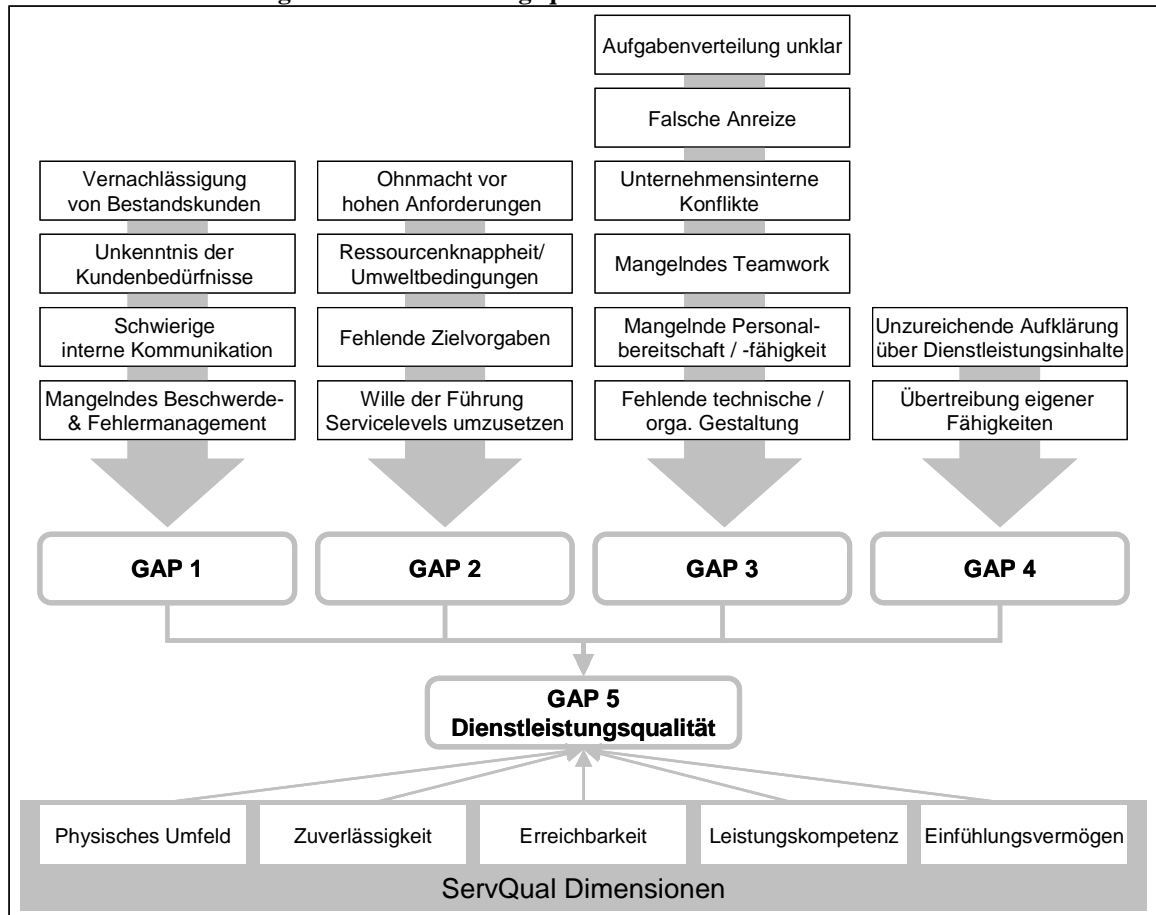 Aufgabenverteilung unklar
Falsche Anreize
Vernachlässigung
von Bestandskunden
Ohnmacht vor
hohen Anforderungen
Unternehmensinterne
Konflikte
Unkenntnis der
Kundenbedürfnisse
Ressourcenknappheit/
Umweltbedingungen
Mangelndes Teamwork
Schwierige
interne Kommunikation
Fehlende Zielvorgaben
Mangelnde Personal-
bereitschaft / -fähigkeit
Unzureichende Aufklärung
über Dienstleistungsinhalte
Mangelndes Beschwerde-
& Fehlermanagement
Wille der Führung
Servicelevels umzusetzen
Fehlende technische /
orga. Gestaltung
Übertreibung eigener
Fähigkeiten
GAP 1
GAP 2
GAP 3
GAP 4
GAP 5
Dienstleistungsqualität
Physisches Umfeld
Zuverlässigkeit
Erreichbarkeit
Leistungskompetenz
Einfühlungsvermögen
ServQual Dimensionen